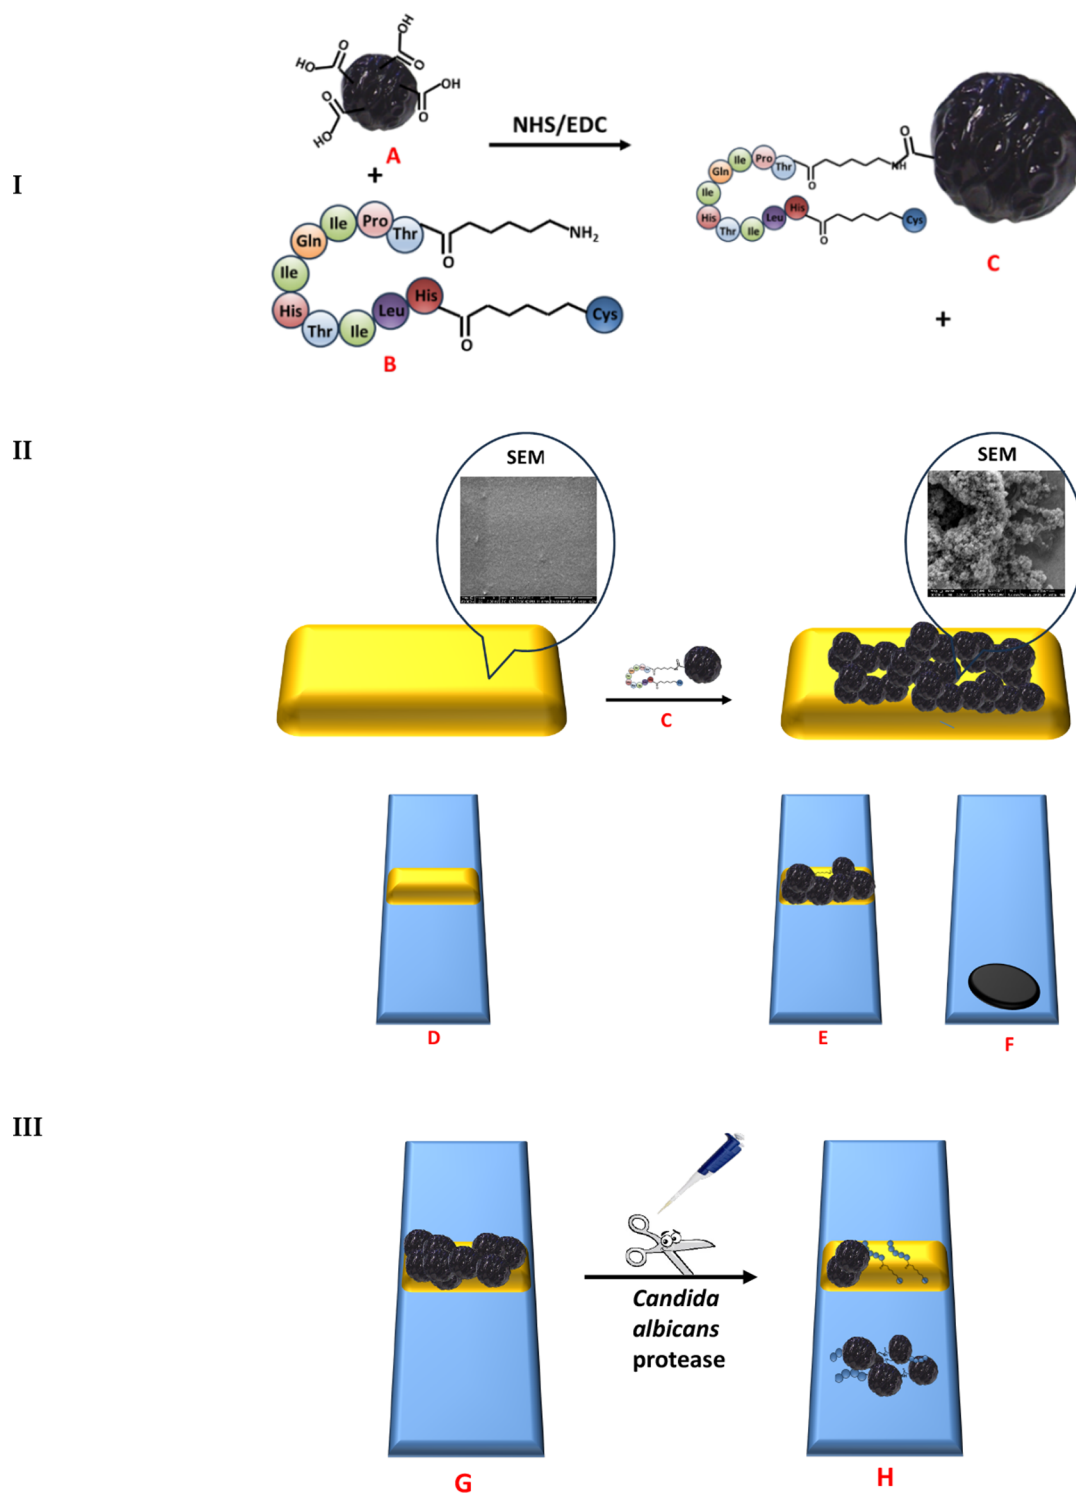 I
HO
O
O
OH
O
OH
O
HO
O
A
+
NHS/EDC
Thr
Pro
Ile
Gln
Ile
His
Thr
Ile
Leu
His
O
NH2
O
Cys
B
Thr
Pro
Ile
Gln
Ile
His
Thr
Ile
Leu
His
O
NH
O
O
Cys
C
+
II
SEM
SEM
C
D
E
F
III
Candida
albicans
protease
G
H